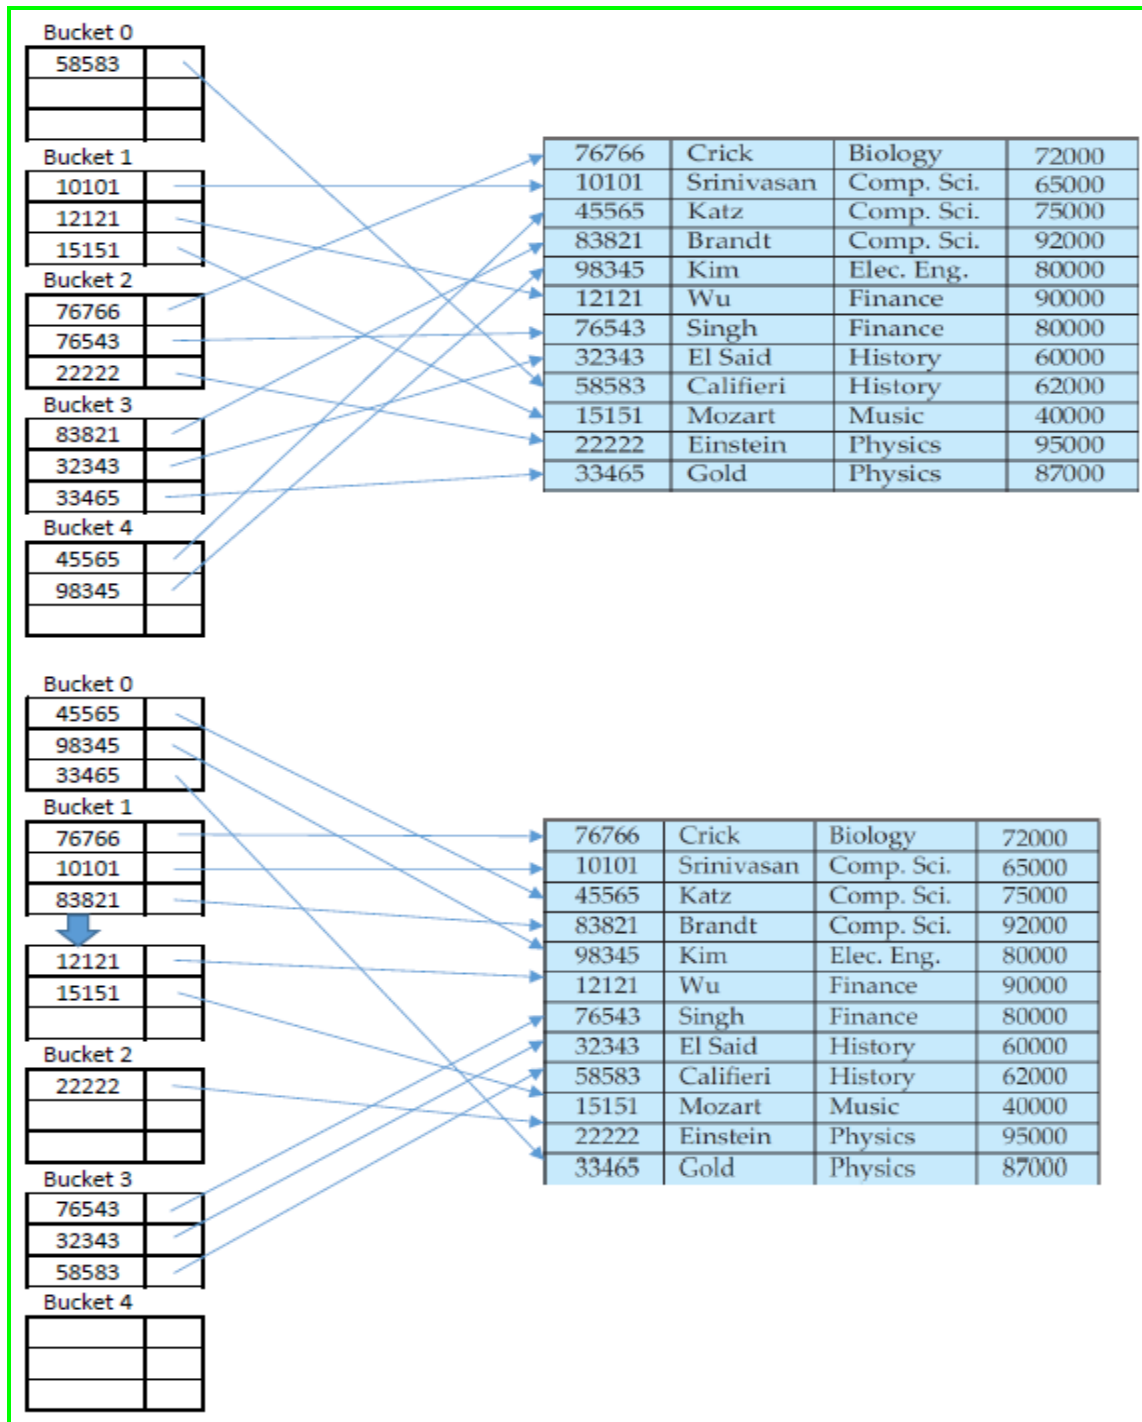 Bucket 0
58583
Bucket 1
10101
12121
15151
Bucket 2
76766
76543
22222
Bucket 3
83821
32343
33465
Bucket 4
45565
98345
76766 Crick Biology 72000
10101 Srinivasan Comp. Sci. 65000
45565 Katz Comp. Sci. 75000
83821 Brandt Comp. Sci. 92000
98345 Kim Elec. Eng. 80000
12121 Wu Finance 90000
76543 Singh Finance 80000
32343 El Said History 60000
58583 Califieri History 62000
15151 Mozart Music 40000
22222 Einstein Physics 95000
33465 Gold Physics 87000
Bucket 0
45565
98345
33465
Bucket 1
76766
10101
83821
12121
15151
Bucket 2
22222
Bucket 3
76543
32343
58583
Bucket 4
76766 Crick Biology 72000
10101 Srinivasan Comp. Sci. 65000
45565 Katz Comp. Sci. 75000
83821 Brandt Comp. Sci. 92000
98345 Kim Elec. Eng. 80000
12121 Wu Finance 90000
76543 Singh Finance 80000
32343 El Said History 60000
58583 Califieri History 62000
15151 Mozart Music 40000
22222 Einstein Physics 95000
33465 Gold Physics 87000